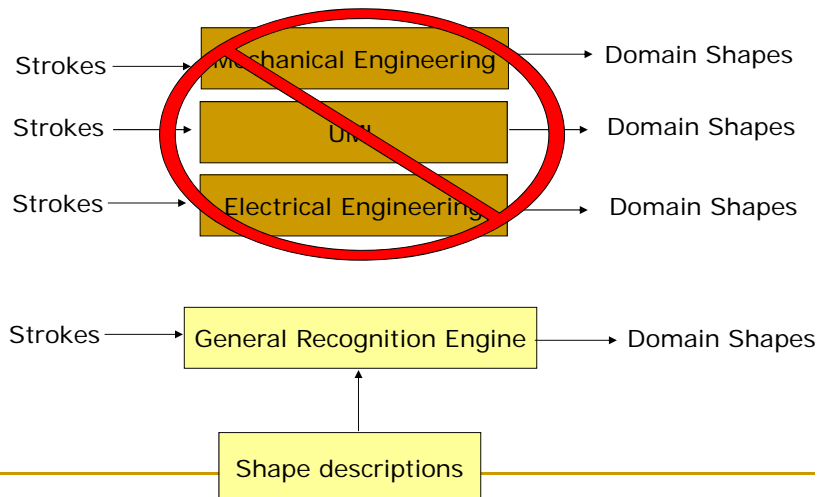 Strokes
Mechanical Engineering
Domain Shapes
Strokes
UML
Domain Shapes
Strokes
Electrical Engineering
Domain Shapes
Strokes
General Recognition Engine
Domain Shapes
Shape descriptions